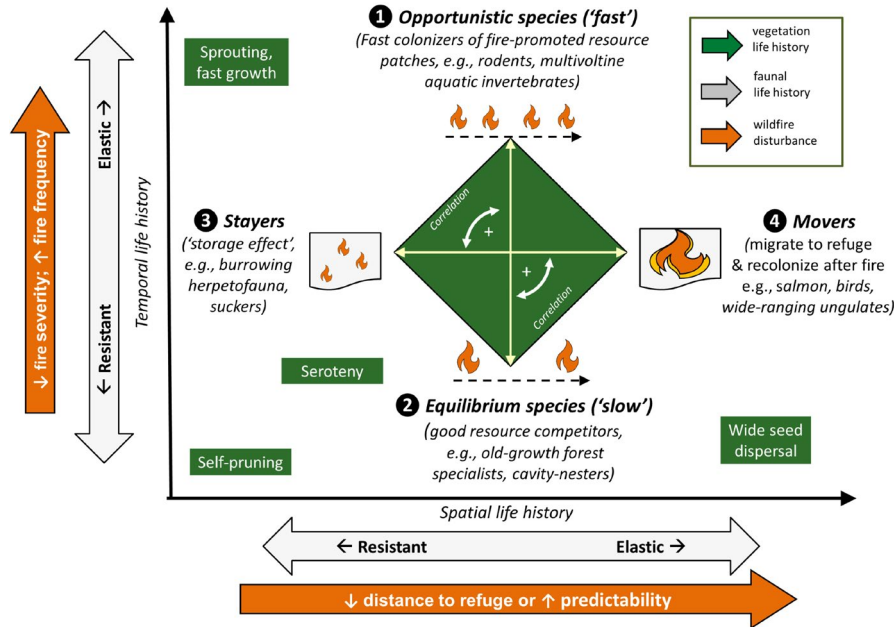 ❶ Opportunistic species (‘fast’)
(Fast colonizers of fire-promoted resource
patches, e.g., rodents, multivoltine
aquatic invertebrates)
Sprouting,
fast growth
vegetation
life history
faunal
life history
wildfire
disturbance
↓ fire severity; ↑ fire frequency
← Resistant
Elastic →
Temporal life history
❸ Stayers
(‘storage effect’,
e.g., burrowing
herpetofauna,
suckers)
Correlation
+
+
Correlation
❹ Movers
(migrate to refuge
& recolonize after fire
e.g., salmon, birds,
wide-ranging ungulates)
Seroteny
❷ Equilibrium species (‘slow’)
(good resource competitors,
e.g., old-growth forest
specialists, cavity-nesters)
Self-pruning
Wide seed
dispersal
Spatial life history
← Resistant
Elastic →
↓ distance to refuge or ↑ predictability